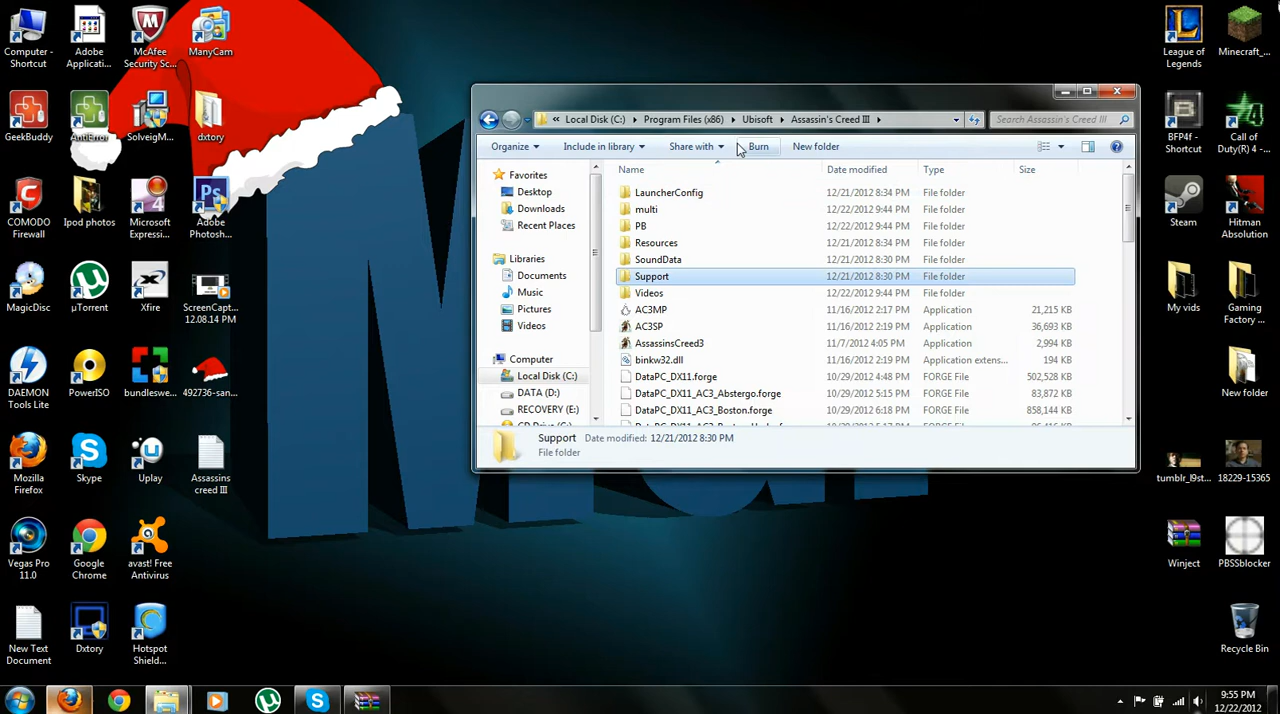 Computer -
Shortcut
Adobe
Applicati...
McAfee
Security Sc...
ManyCam
GeekBuddy
AntiError
SolveigM...
dxtory
COMODO
Firewall
Ipod photos
Microsoft
Expressi...
Adobe
Photosh...
MagicDisc
µTorrent
Xfire
ScreenCapt...
12.08.14 PM
DAEMON
Tools Lite
PowerISO
bundleswe...
492736-san...
Mozilla
Firefox
Skype
Uplay
Assassins
creed III
Vegas Pro
11.0
Google
Chrome
avast! Free
Antivirus
New Text
Document
Dxtory
Hotspot
Shield...
« Local Disk (C:) Program Files (x86) Ubisoft Assassin's Creed III
Search Assassin's Creed III
Organize Include in library Share with Burn New folder
Favorites
Desktop
Downloads
Recent Places
Libraries
Documents
Music
Pictures
Videos
Computer
Local Disk (C:)
DATA (D:)
RECOVERY (E:)
Name Date modified Type Size
LauncherConfig 12/21/2012 8:34 PM File folder
multi 12/22/2012 9:44 PM File folder
PB 12/22/2012 9:44 PM File folder
Resources 12/21/2012 8:34 PM File folder
SoundData 12/21/2012 8:30 PM File folder
Support 12/21/2012 8:30 PM File folder
Videos 12/22/2012 9:44 PM File folder
AC3MP 11/16/2012 2:17 PM Application 21,215 KB
AC3SP 11/16/2012 2:19 PM Application 36,693 KB
AssassinsCreed3 11/7/2012 4:05 PM Application 2,994 KB
binkw32.dll 11/16/2012 2:19 PM Application extens... 194 KB
DataPC_DX11.forge 10/29/2012 4:48 PM FORGE File 502,528 KB
DataPC_DX11_AC3_Abstergo.forge 10/29/2012 5:15 PM FORGE File 83,872 KB
DataPC_DX11_AC3_Boston.forge 10/29/2012 6:18 PM FORGE File 858,144 KB
Support Date modified: 12/21/2012 8:30 PM
File folder
League of
Legends
Minecraft_...
BFP4f -
Shortcut
Call of
Duty(R) 4 -...
Steam
Hitman
Absolution
My vids
Gaming
Factory ...
New folder
tumblr_l9st...
18229-15365
Winject
PBSSblocker
Recycle Bin
9:55 PM
12/22/2012